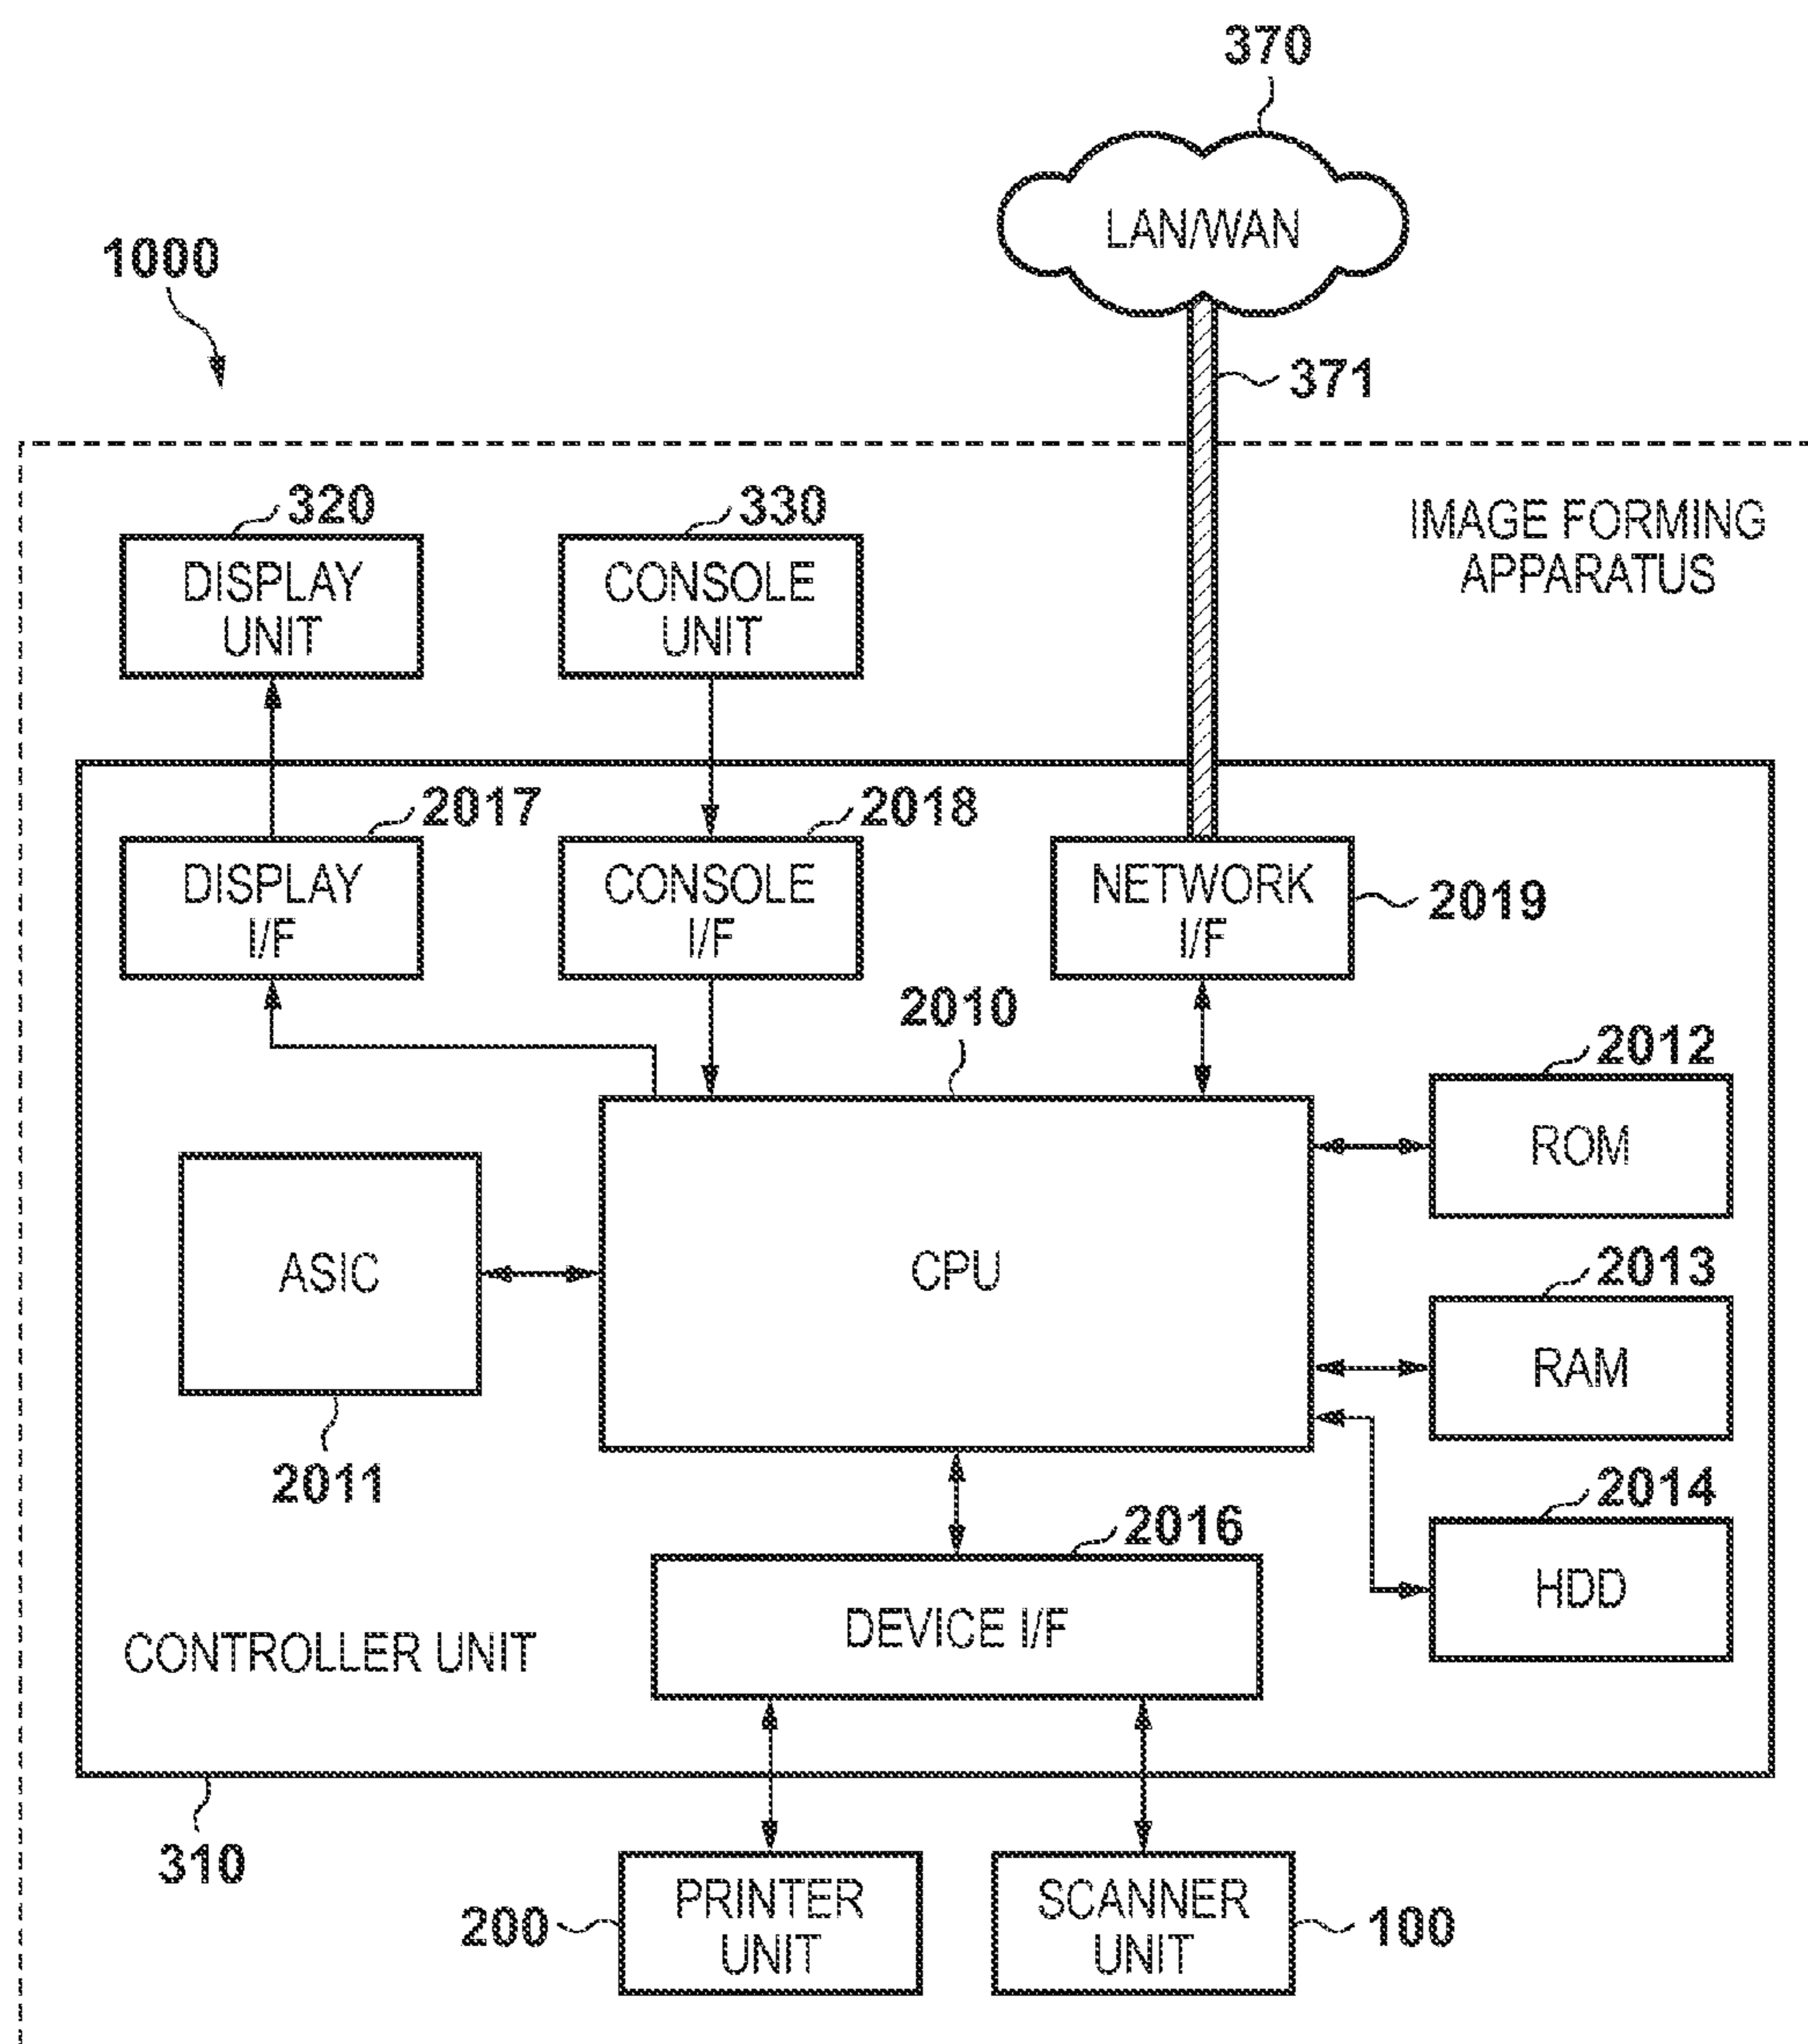 370
LAN/WAN
1000
371
IMAGE FORMING
APPARATUS
320
DISPLAY
UNIT
330
CONSOLE
UNIT
2017
DISPLAY
I/F
2018
CONSOLE
I/F
NETWORK
I/F
2019
2010
CPU
2012
ROM
ASIC
2011
2013
RAM
2014
HDD
2016
DEVICE I/F
CONTROLLER UNIT
310
200
PRINTER
UNIT
SCANNER
UNIT
100